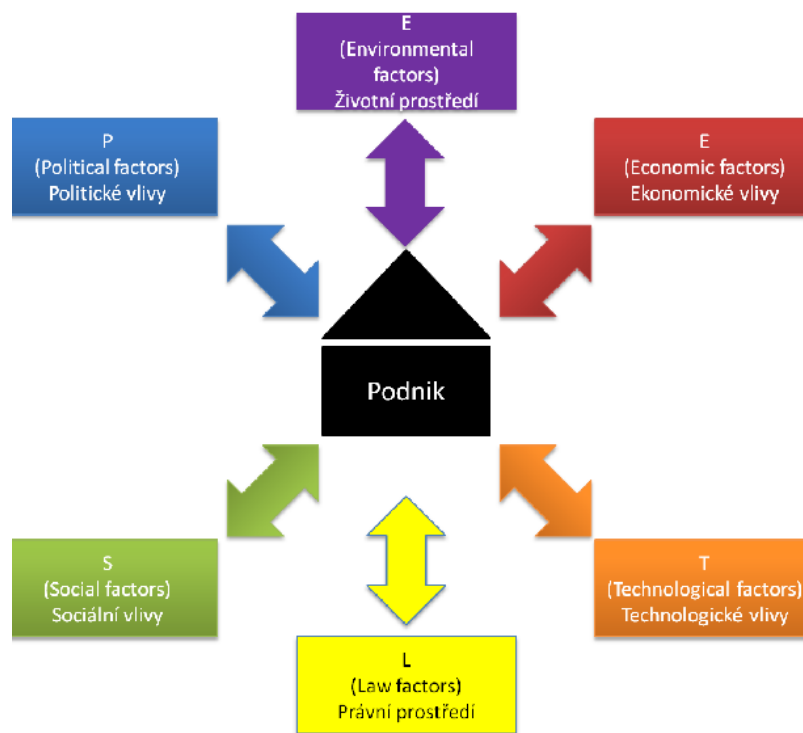 E
(Environmental
factors)
Životní prostředí
P
(Political factors)
Politické vlivy
E
(Economic factors)
Ekonomické vlivy
Podnik
S
(Social factors)
Sociální vlivy
T
(Technological factors)
Technologické vlivy
L
(Law factors)
Právní prostředí